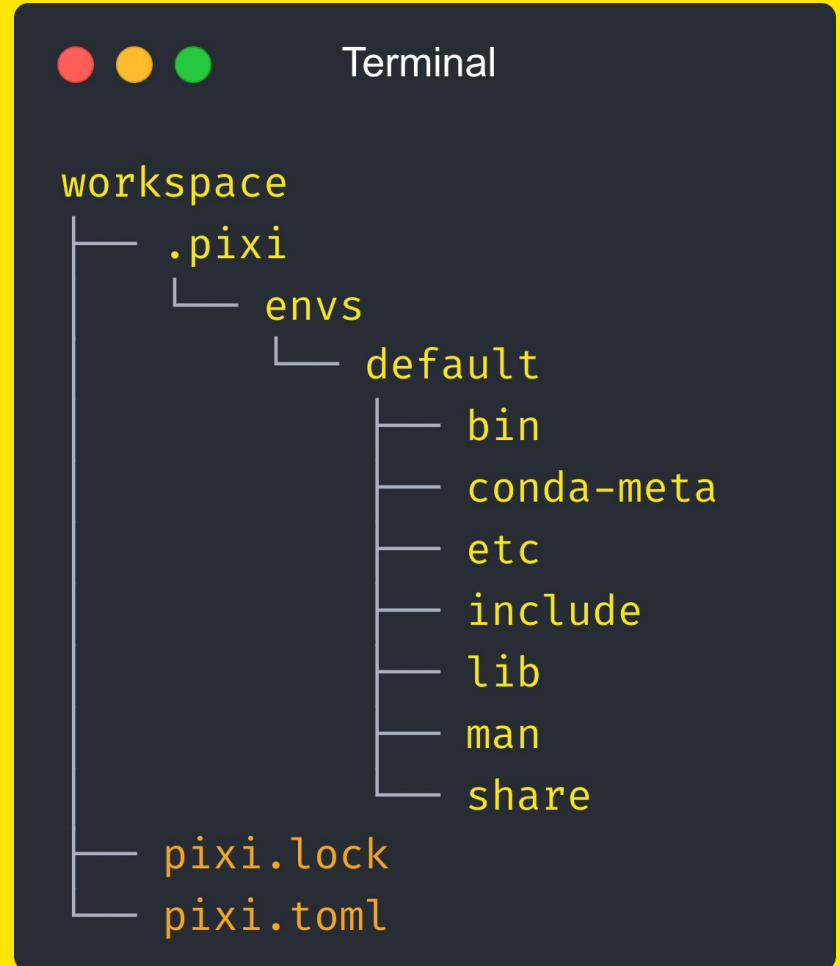 Terminal
workspace
.pixi
envs
default
bin
conda-meta
etc
include
lib
man
share
pixi.lock
pixi.toml